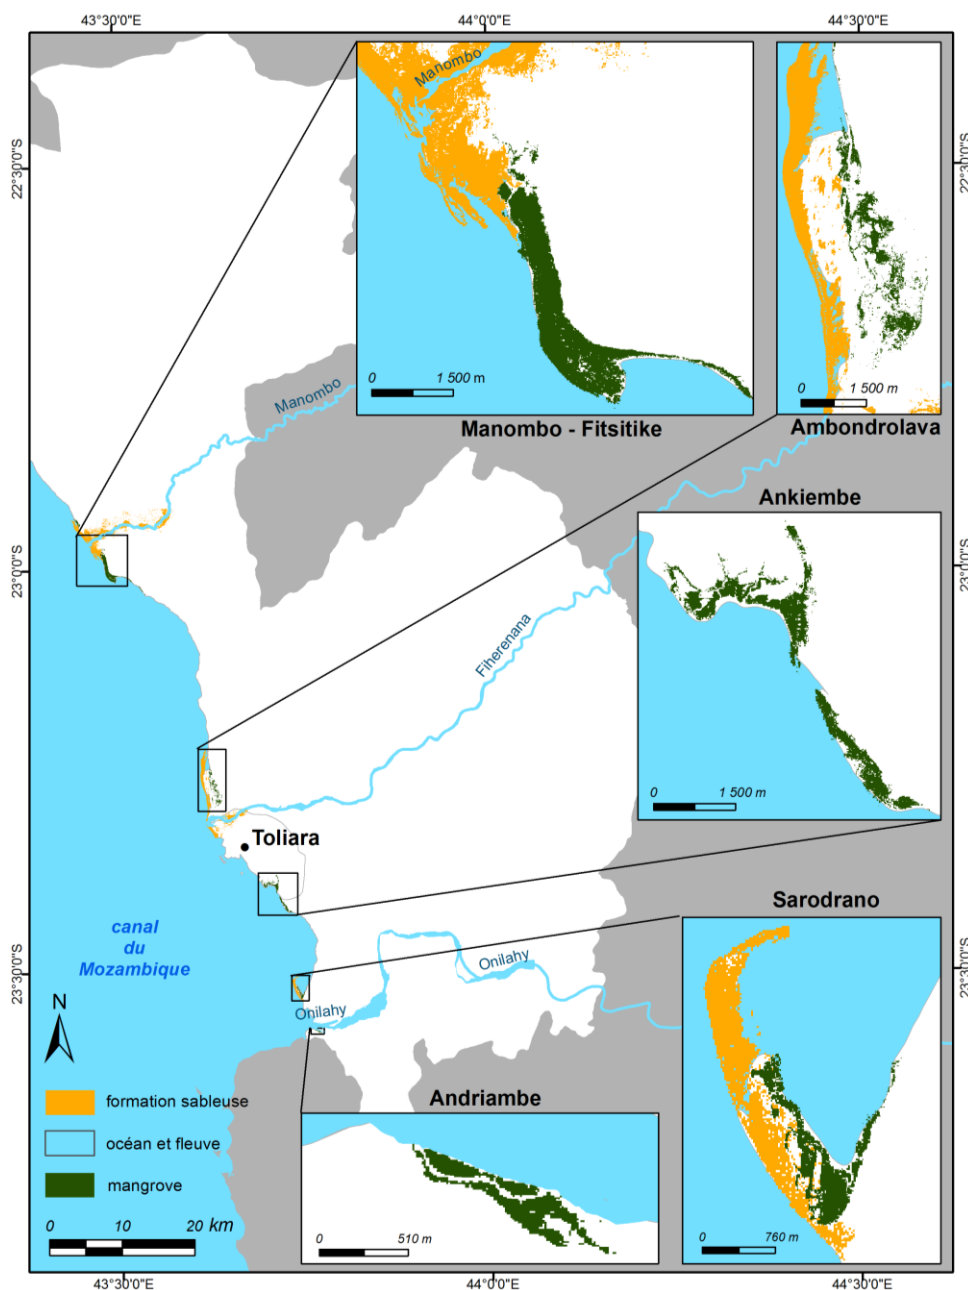 43°30'0"E
44°0'0"E
44°30'0"E
22°30'0"S
22°30'0"S
Manombo
0 1 500 m
Manombo - Fitsitike
0 1 500 m
Ambondrolava
Manombo
Ankiembe
0 1 500 m
23°0'0"S
23°0'0"S
Fiherenana
Toliara
canal
du
Mozambique
Sarodrano
0 760 m
23°30'0"S
23°30'0"S
Onilahy
Onilahy
N
Andriambe
0 510 m
formation sableuse
océan et fleuve
mangrove
0 10 20 km
43°30'0"E
44°0'0"E
44°30'0"E